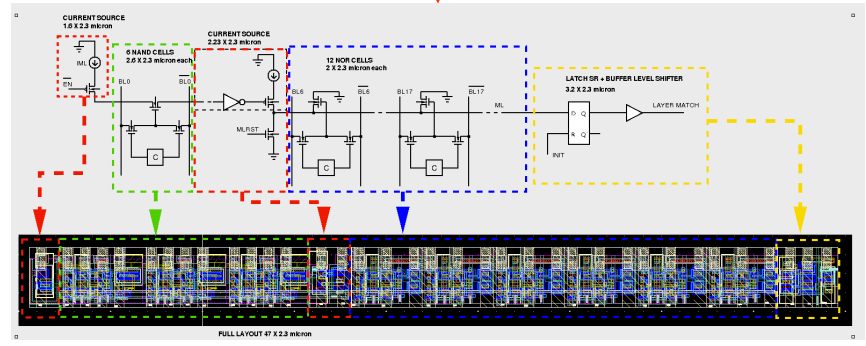 CURRENT SOURCE
1.6 X 2.3 micron
CURRENT SOURCE
2.23 X 2.3 micron
6 NAND CELLS
2.6 X 2.3 micron each
12 NOR CELLS
2 X 2.3 micron each
LATCH SR + BUFFER LEVEL SHIFTER
3.2 X 2.3 micron
IML
EN
BL0
BL0
BL6
BL6
BL17
BL17
ML
D Q
R Q
LAYER MATCH
MLRST
INIT
C
C
C
FULL LAYOUT 47 X 2.3 micron